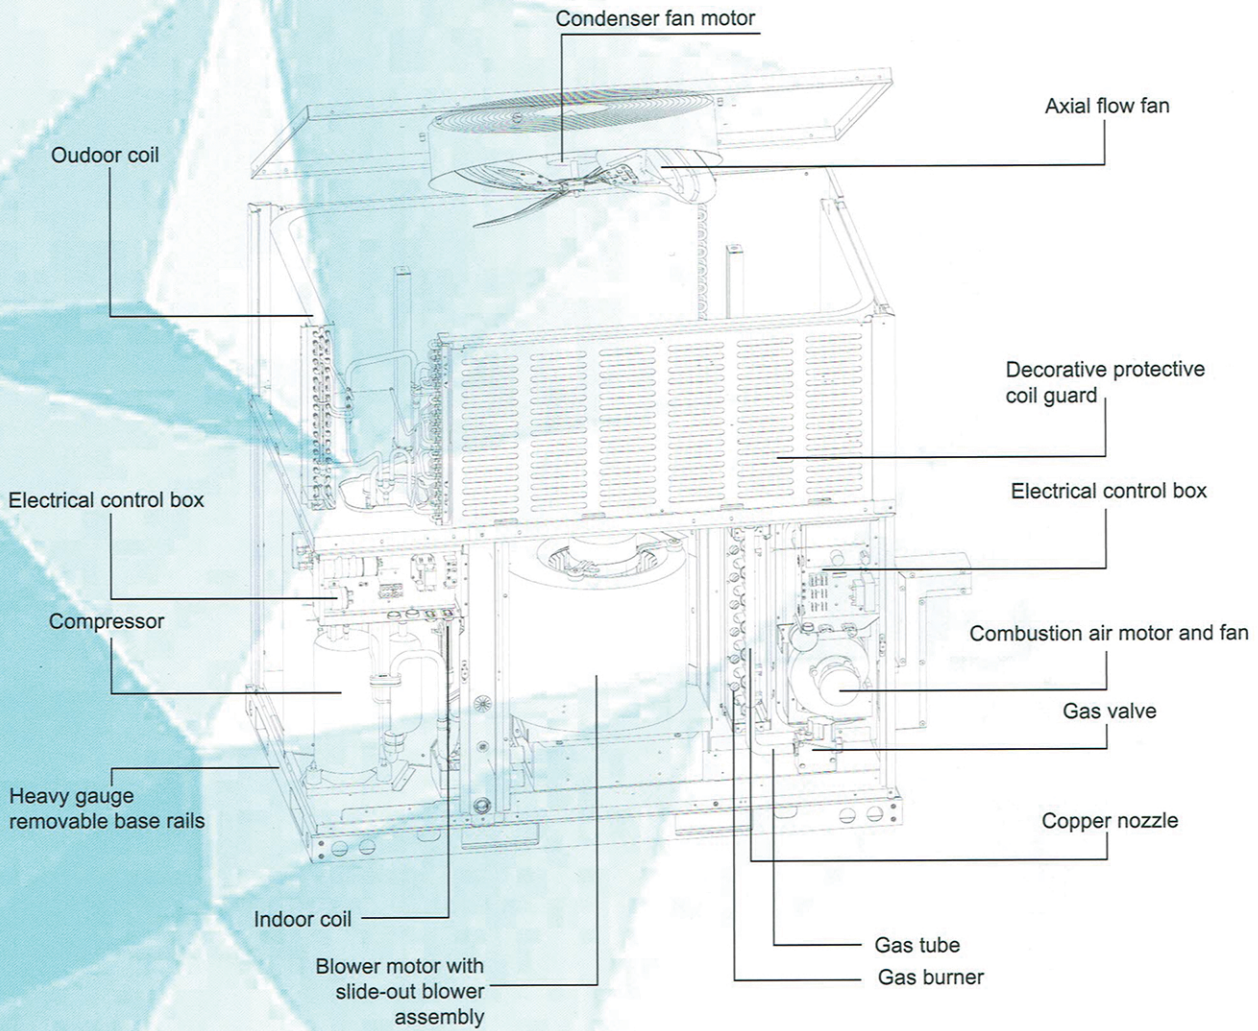 Condenser fan motor
Axial flow fan
Oudoor coil
Decorative protective
coil guard
Electrical control box
Electrical control box
Compressor
Combustion air motor and fan
Gas valve
Heavy gauge
removable base rails
Copper nozzle
Indoor coil
Gas tube
Blower motor with
slide-out blower
assembly
Gas burner